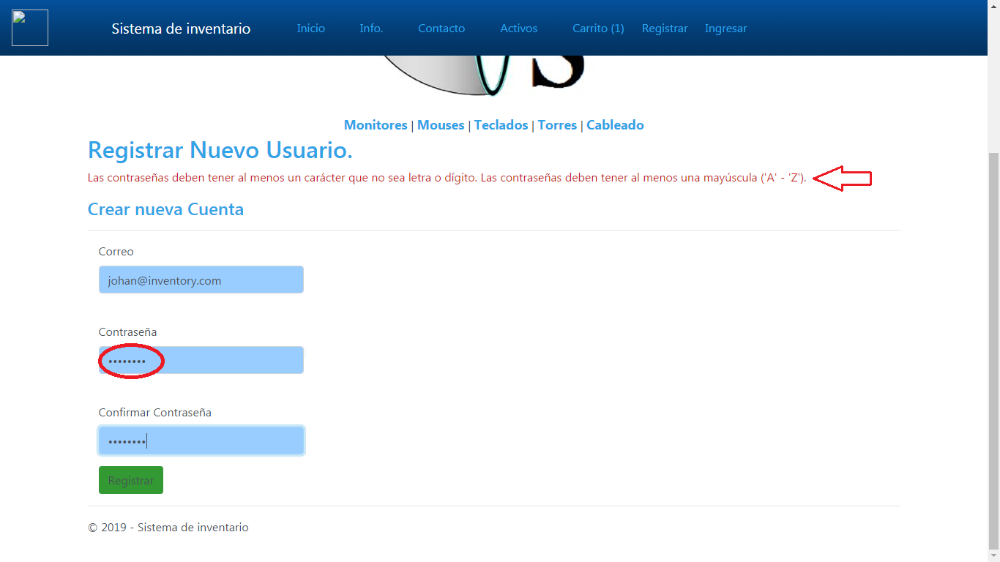 Sistema de inventario Inicio Info. Contacto Activos Carrito (1) Registrar Ingresar
S
Monitores | Mouses | Teclados | Torres | Cableado
Registrar Nuevo Usuario.
Las contraseñas deben tener al menos un carácter que no sea letra o dígito. Las contraseñas deben tener al menos una mayúscula ('A' - 'Z').
Crear nueva Cuenta
Correo
johan@inventory.com
Contraseña
••••••••
Confirmar Contraseña
••••••••
Registrar
© 2019 - Sistema de inventario